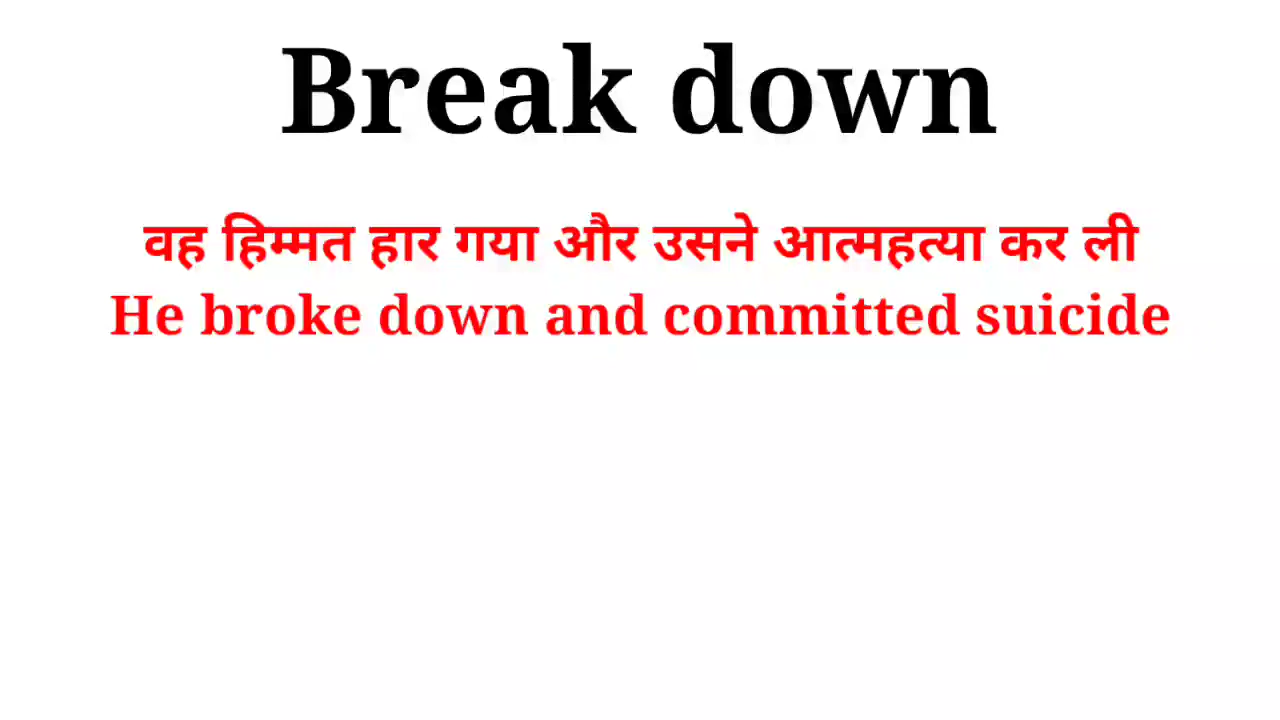 Break down
वह हिम्मत हार गया और उसने आत्महत्या कर ली
He broke down and committed suicide